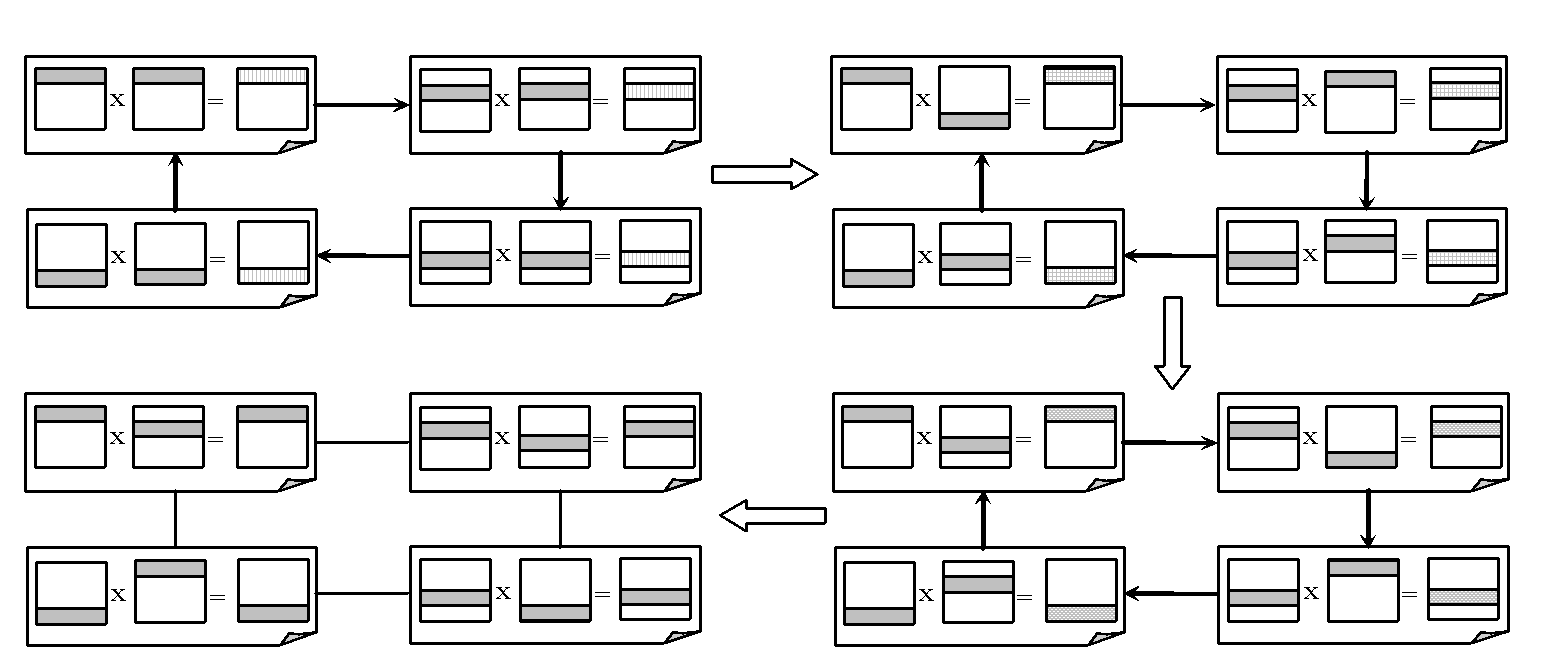 x = x = x = x =
x = x = x = x =
x = x = x = x =
x = x = x = x =